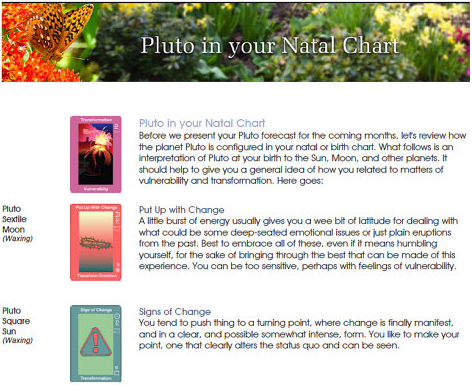 Pluto in your Natal Chart
Transformation
Vulnerability
Pluto in your Natal Chart
Before we present your Pluto forecast for the coming months, let's review how
the planet Pluto is configured in your natal or birth chart. What follows is an
interpretation of Pluto at your birth to the Sun, Moon, and other planets. It
should help to give you a general idea of how you related to matters of
vulnerability and transformation. Here goes:
Pluto
Sextile
Moon
(Waxing)
Put Up With Change
Transform Emotion
Put Up with Change
A little burst of energy usually gives you a wee bit of latitude for dealing with
what could be some deep-seated emotional issues or just plain eruptions
from the past. Best to embrace all of these, even if it means humbling
yourself, for the sake of bringing through the best that can be made of this
experience. You can be too sensitive, perhaps with feelings of vulnerability.
Pluto
Square
Sun
(Waxing)
Sign of Change
Transformation
Signs of Change
You tend to push thing to a turning point, where change is finally manifest,
and in a clear, and possible somewhat intense, form. You like to make your
point, one that clearly alters the status quo and can be seen.